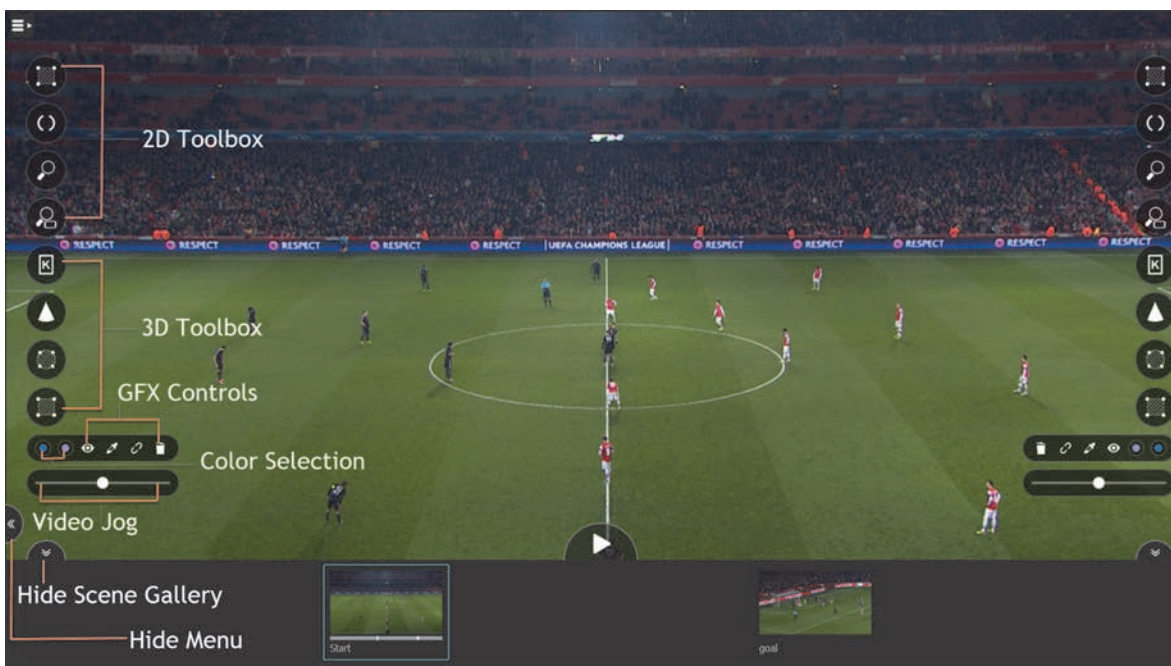 2D Toolbox
RESPECT RESPECT RESPECT RESPECT RESPECT UEFA CHAMPIONS LEAGUE RESPECT RESPECT RESPECT RESPECT RESPECT
K K
3D Toolbox
GFX Controls
Color Selection
Video Jog
Hide Scene Gallery
Hide Menu
Start
goal